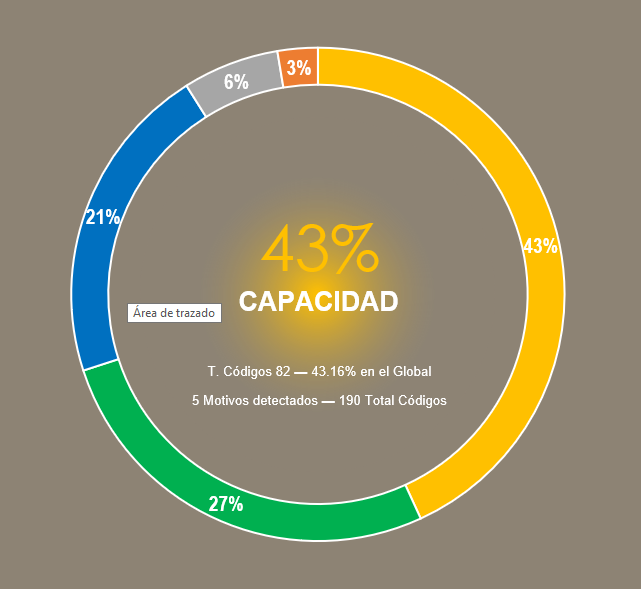 3%
6%
43%
21%
43%
CAPACIDAD
Área de trazado
T. Códigos 82 — 43.16% en el Global
5 Motivos detectados — 190 Total Códigos
27%